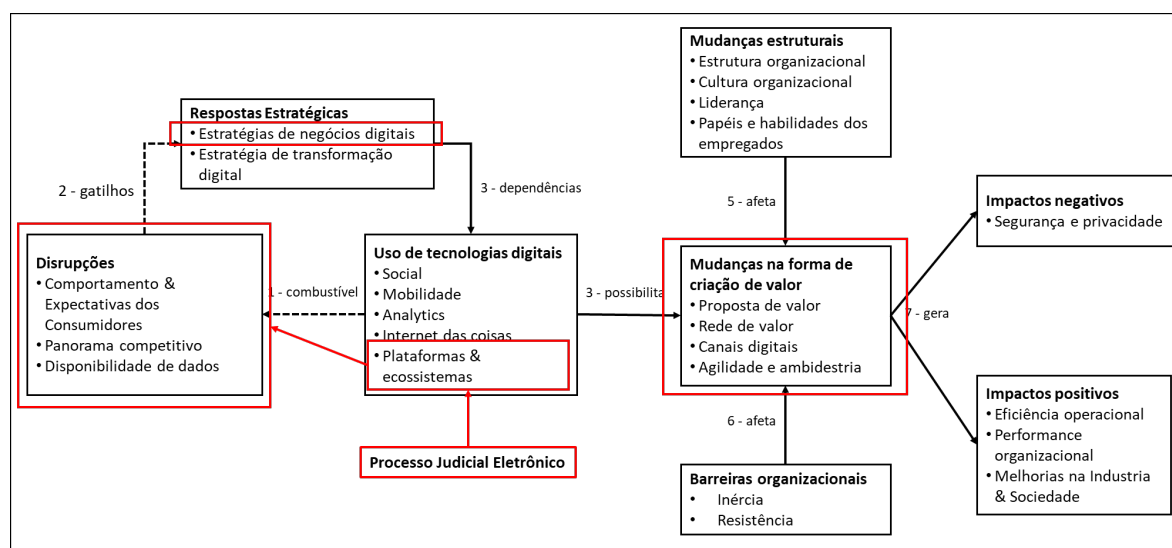 Mudanças estruturais
• Estrutura organizacional
• Cultura organizacional
• Liderança
• Papéis e habilidades dos
empregados
Respostas Estratégicas
• Estratégias de negócios digitais
• Estratégia de transformação
digital
2 - gatilhos
3 - dependências
5 - afeta
Impactos negativos
• Segurança e privacidade
Disrupções
• Comportamento &
Expectativas dos
Consumidores
• Panorama competitivo
• Disponibilidade de dados
1 - combustível
Uso de tecnologias digitais
• Social
• Mobilidade
• Analytics
• Internet das coisas
• Plataformas &
ecossistemas
3 - possibilita
Mudanças na forma de
criação de valor
• Proposta de valor
• Rede de valor
• Canais digitais
• Agilidade e ambidestria
7 - gera
Impactos positivos
• Eficiência operacional
• Performance
organizacional
• Melhorias na Industria
& Sociedade
6 - afeta
Processo Judicial Eletrônico
Barreiras organizacionais
• Inércia
• Resistência